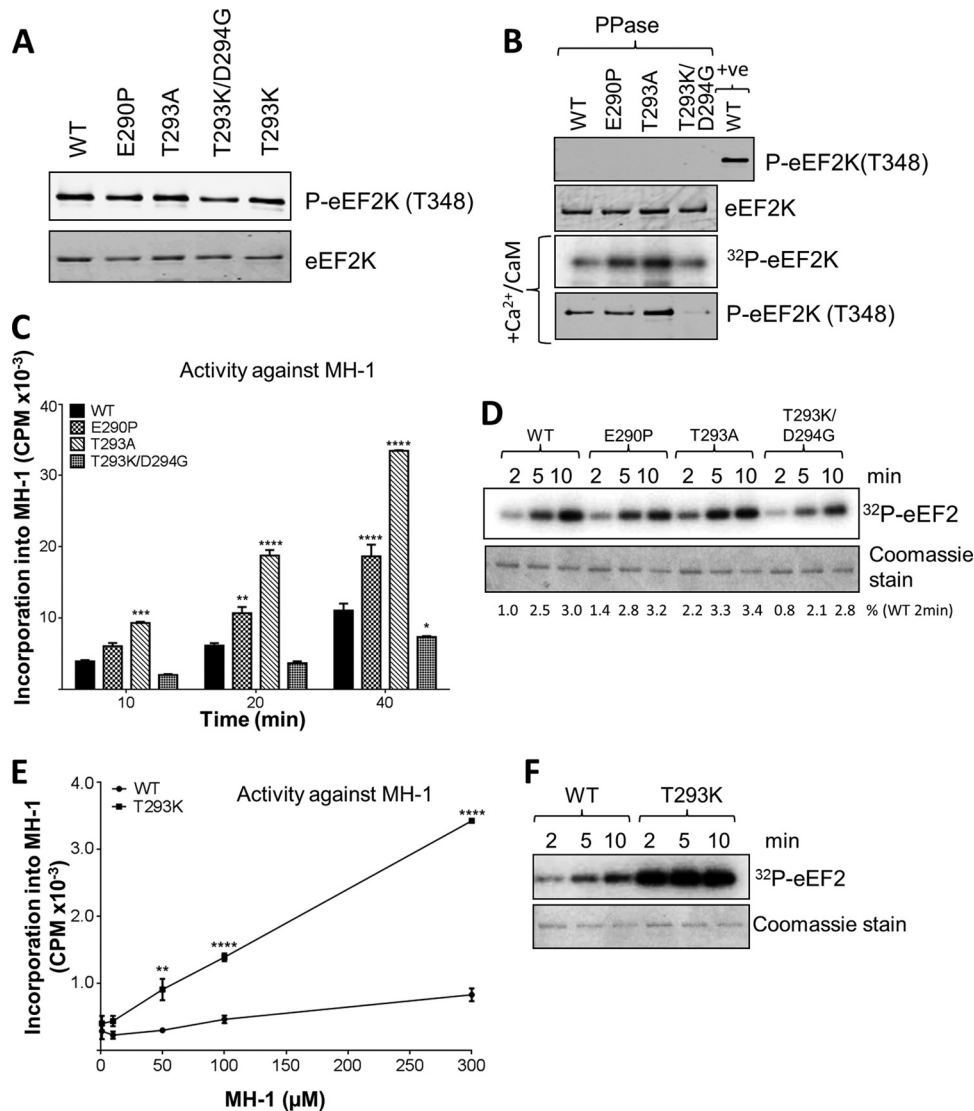 A
WT
E290P
T293A
T293K/D294G
T293K
P-eEF2K (T348)
eEF2K
B
PPase
WT
E290P
T293A
T293K/
D294G
+ve
WT
P-eEF2K(T348)
eEF2K
+Ca²⁺/CaM
³²P-eEF2K
P-eEF2K (T348)
C
Activity against MH-1
Incorporation into MH-1 (CPM x10⁻³)
WT
E290P
T293A
T293K/D294G
40
30
20
10
***
**
****
****
****
*
10
20
40
Time (min)
D
WT
E290P
T293A
T293K/
D294G
2 5 10 2 5 10 2 5 10 2 5 10 min
³²P-eEF2
Coomassie
stain
1.0 2.5 3.0 1.4 2.8 3.2 2.2 3.3 3.4 0.8 2.1 2.8 % (WT 2min)
E
Activity against MH-1
WT
T293K
Incorporation into MH-1
(CPM x10⁻³)
4.0
3.0
2.0
1.0
**
****
****
0 50 100 150 200 250 300
MH-1 (µM)
F
WT
T293K
2 5 10 2 5 10 min
³²P-eEF2
Coomassie stain